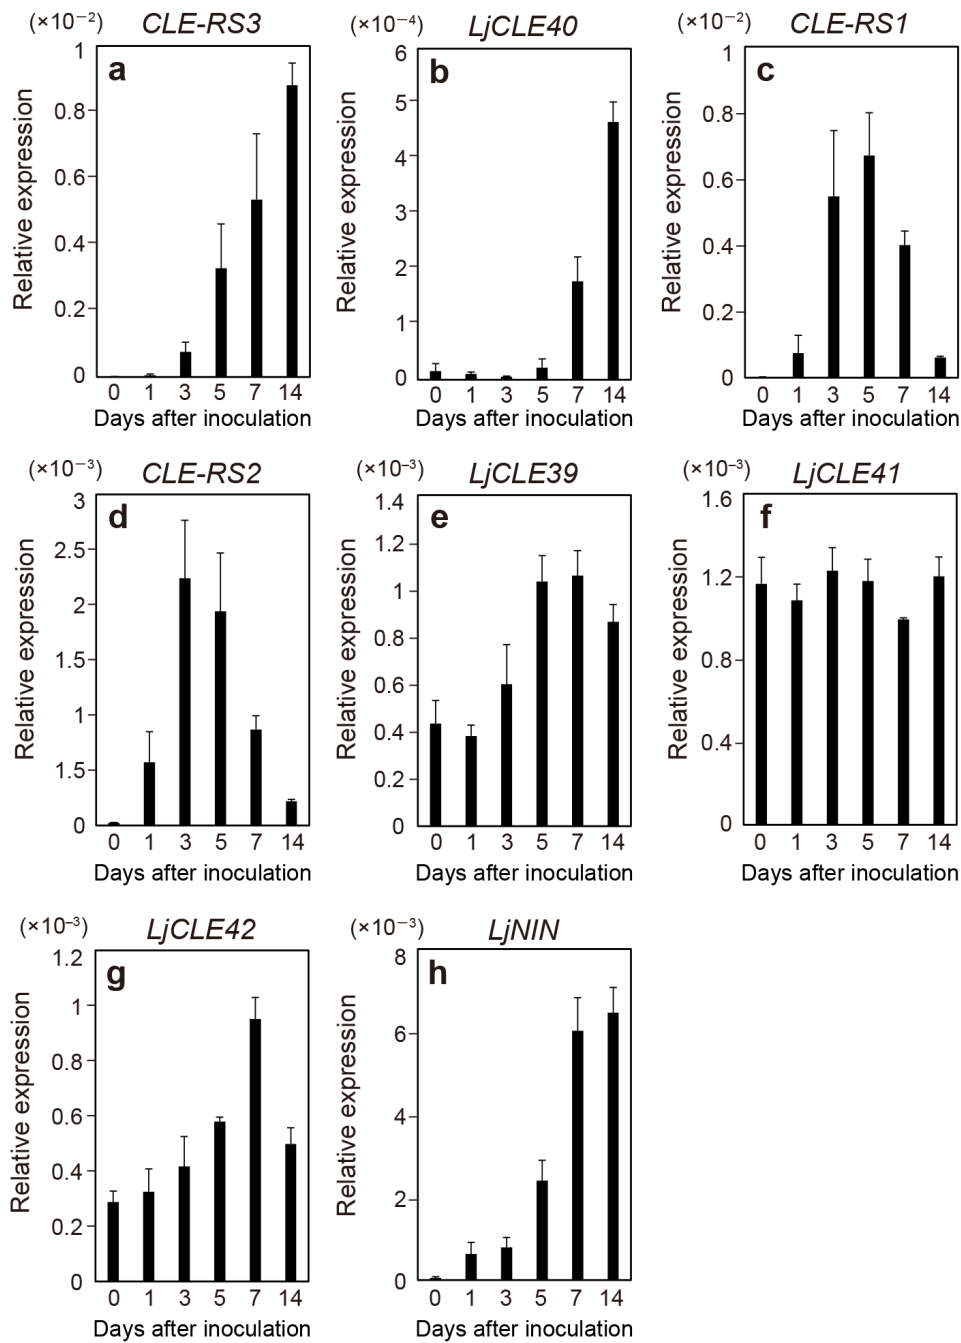 (×10⁻²) CLE-RS3
a
1
0.8
0.6
0.4
0.2
0
Relative expression
0 1 3 5 7 14
Days after inoculation
(×10⁻⁴) LjCLE40
b
6
5
4
3
2
1
0
Relative expression
0 1 3 5 7 14
Days after inoculation
(×10⁻²) CLE-RS1
c
1
0.8
0.6
0.4
0.2
0
Relative expression
0 1 3 5 7 14
Days after inoculation
(×10⁻³) CLE-RS2
d
3
2.5
2
1.5
1
1.5
0
Relative expression
0 1 3 5 7 14
Days after inoculation
(×10⁻³) LjCLE39
e
1.4
1.2
1
0.8
0.6
0.4
0.2
0
Relative expression
0 1 3 5 7 14
Days after inoculation
(×10⁻³) LjCLE41
f
1.6
1.2
0.8
0.4
0
Relative expression
0 1 3 5 7 14
Days after inoculation
(×10⁻³) LjCLE42
g
1.2
1
0.8
0.6
0.4
0.2
0
Relative expression
0 1 3 5 7 14
Days after inoculation
(×10⁻³) LjNIN
h
8
6
4
2
0
Relative expression
0 1 3 5 7 14
Days after inoculation